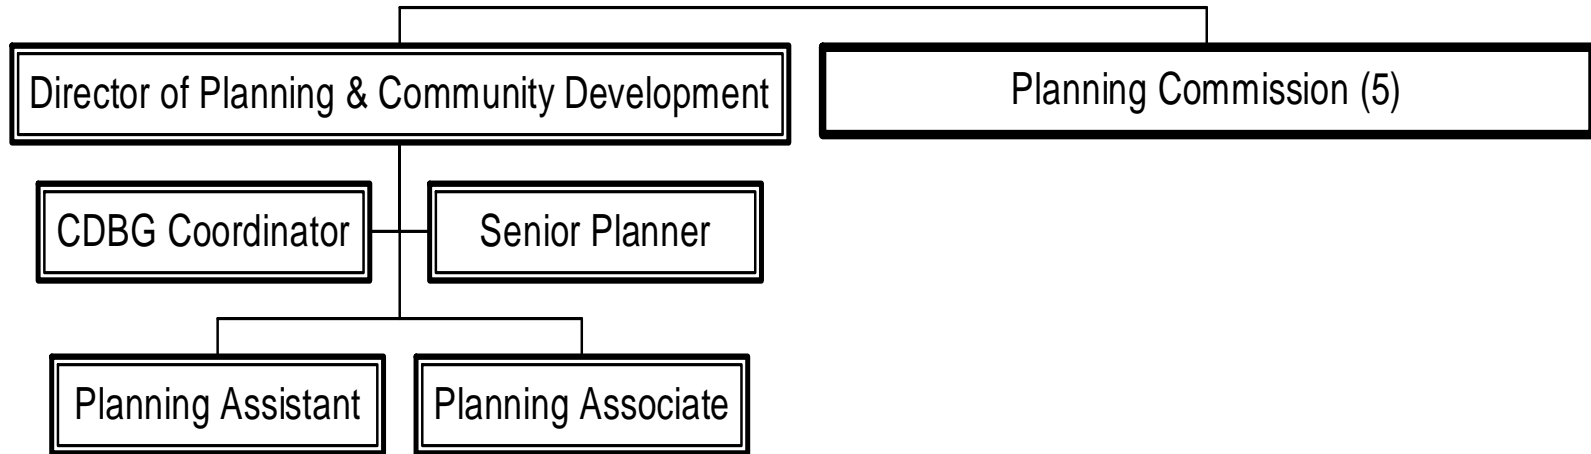 Director of Planning & Community Development
Planning Commission (5)
CDBG Coordinator
Senior Planner
Planning Assistant
Planning Associate